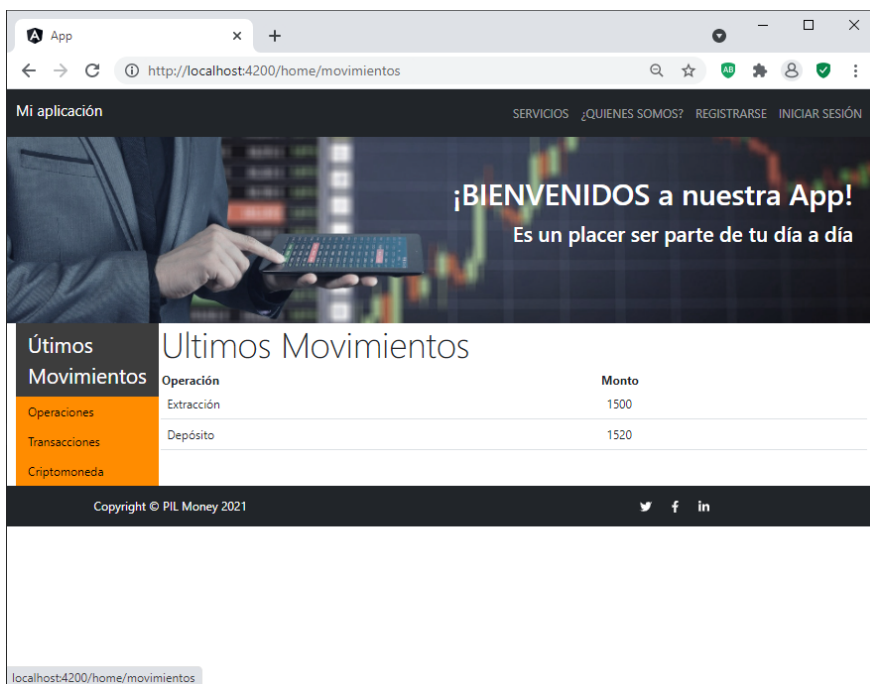 App
http://localhost:4200/home/movimientos
AB
Mi aplicación
SERVICIOS ¿QUIENES SOMOS? REGISTRARSE INICIAR SESIÓN
¡BIENVENIDOS a nuestra App!
Es un placer ser parte de tu día a día
Útimos
Movimientos
Operaciones
Transacciones
Criptomoneda
Ultimos Movimientos
Operación Monto
Extracción 1500
Depósito 1520
Copyright © PIL Money 2021
localhost:4200/home/movimientos